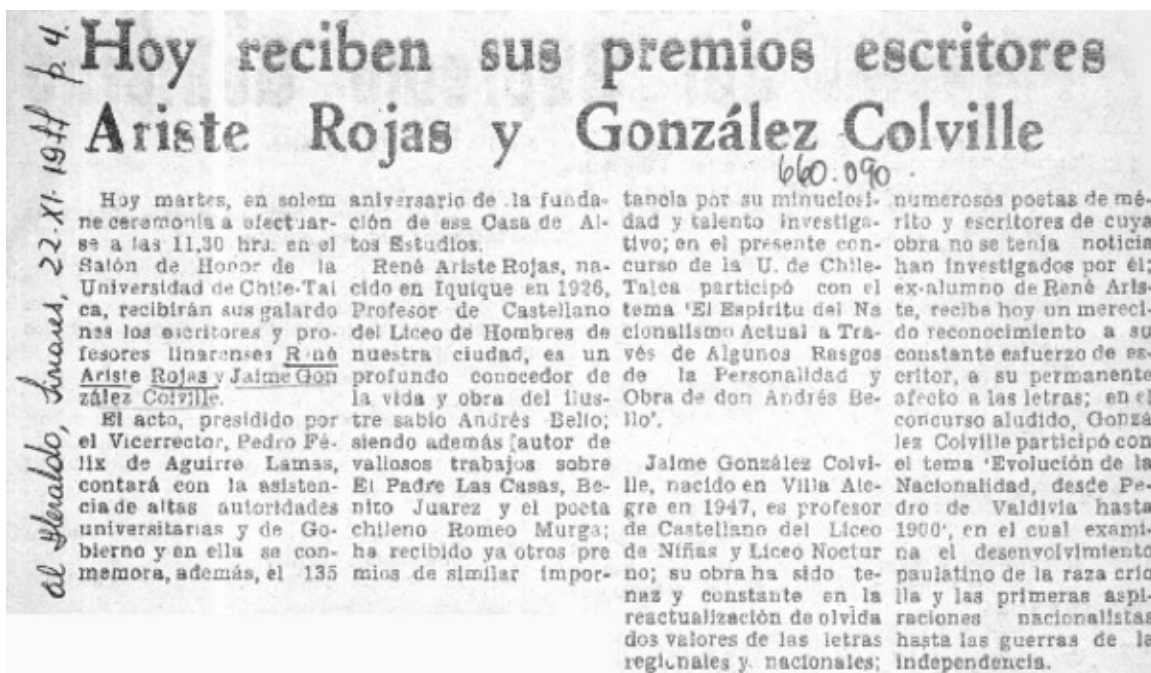 Hoy reciben sus premios escritores
Ariste Rojas y González Colville
660.090
al Heraldo, Linares, 22-XI-1977 p. 4.
Hoy martes, en solem
ne ceremonia a efectuar-
se a las 11,30 hrs. en el
Salón de Honor de la
Universidad de Chile-Tal
ca, recibirán sus galardo
nes los escritores y pro-
fesores linarenses René
Ariste Rojas y Jaime Gon
zález Colville.
El acto, presidido por
el Vicerrector, Pedro Fé-
lix de Aguirre Lamas,
contará con la asisten-
cia de altas autoridades
universitarias y de Go-
bierno y en ella se con-
memora, además, el 135
aniversario de la funda-
ción de esa Casa de Al-
tos Estudios.
René Ariste Rojas, na-
cido en Iquique en 1926,
Profesor de Castellano
del Liceo de Hombres de
nuestra ciudad, es un
profundo conocedor de
la vida y obra del ilus-
tre sabio Andrés Bello;
siendo además autor de
valiosos trabajos sobre
El Padre Las Casas, Be-
nito Juarez y el poeta
chileno Romeo Murga;
ha recibido ya otros pre
mios de similar impor-
tancia por su minuciosi-
dad y talento investiga-
tivo; en el presente con-
curso de la U. de Chile-
Talca participó con el
tema 'El Espíritu del Na
cionalismo Actual a Tra-
vés de Algunos Rasgos
de la Personalidad y
Obra de don Andrés Be-
llo'.
Jaime González Colvi-
lle, nacido en Villa Ale-
gre en 1947, es profesor
de Castellano del Liceo
de Niñas y Liceo Noctur
no; su obra ha sido te-
naz y constante en la
reactualización de olvida
dos valores de las letras
regionales y nacionales;
numerosos poetas de mé-
rito y escritores de cuya
obra no se tenía noticia
han investigados por él;
ex-alumno de René Aris-
te, recibe hoy un mereci-
do reconocimiento a su
constante esfuerzo de es-
critor, a su permanente
afecto a las letras; en el
concurso aludido, Gonzá
lez Colville participó con
el tema 'Evolución de la
Nacionalidad, desde Pe-
dro de Valdivia hasta
1900', en el cual exami-
na el desenvolvimiento
paulatino de la raza crio
lla y las primeras aspi-
raciones nacionalistas
hasta las guerras de la
independencia.